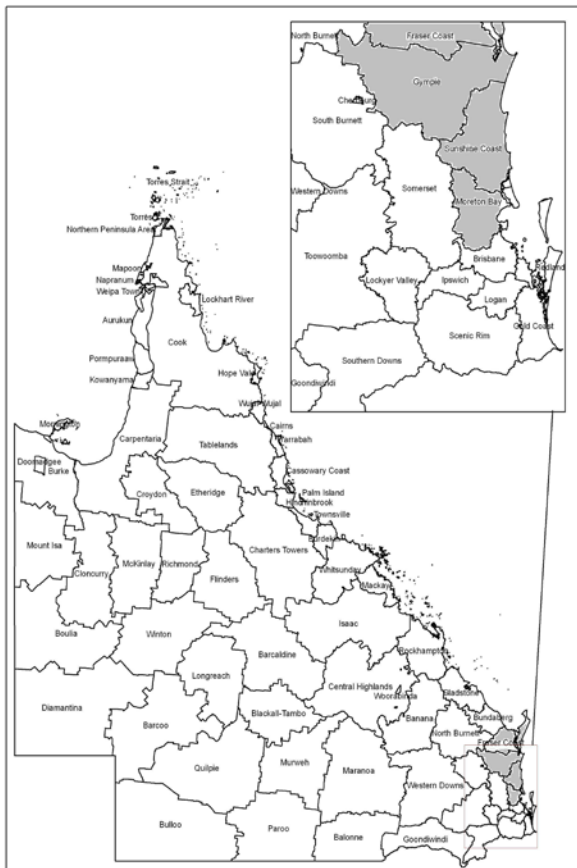 North Burnett
Fraser Coast
Gympie
Cherbourg
South Burnett
Sunshine Coast
Western Downs
Somerset
Moreton Bay
Toowoomba
Brisbane
Redland
Lockyer Valley
Ipswich
Logan
Gold Coast
Scenic Rim
Southern Downs
Goondiwindi
Torres Strait
Torres
Northern Peninsula Area
Mapoon
Napranum
Weipa Town
Lockhart River
Aurukun
Cook
Pormpuraaw
Kowanyama
Hope Vale
Wujal Wujal
Mornington
Carpentaria
Cairns
Yarrabah
Tablelands
Doomadgee
Burke
Cassowary Coast
Croydon
Etheridge
Palm Island
Hinchinbrook
Townsville
Burdekin
Mount Isa
Cloncurry
McKinlay
Richmond
Flinders
Charters Towers
Whitsunday
Mackay
Boulia
Winton
Isaac
Barcaldine
Rockhampton
Longreach
Central Highlands
Woorabinda
Gladstone
Diamantina
Barcoo
Blackall-Tambo
Banana
Bundaberg
North Burnett
Fraser Coast
Quilpie
Murweh
Maranoa
Western Downs
Bulloo
Paroo
Balonne
Goondiwindi